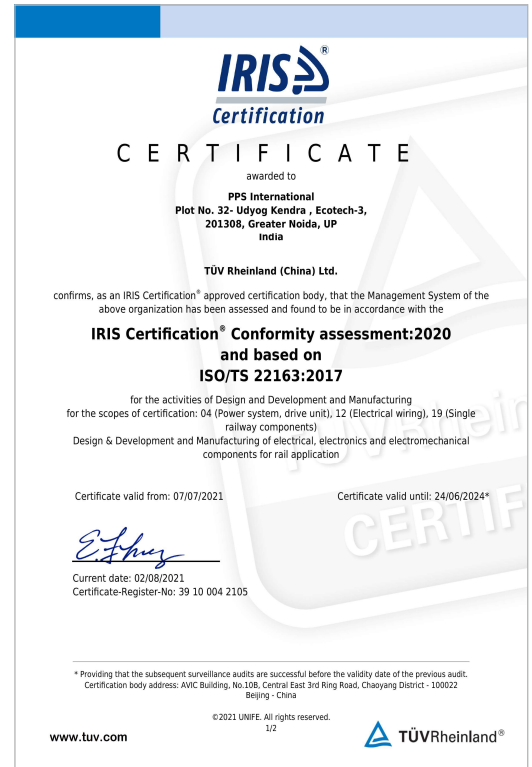 IRIS®
Certification
CERTIFICATE
awarded to
PPS International
Plot No. 32- Udyog Kendra , Ecotech-3,
201308, Greater Noida, UP
India
TÜV Rheinland (China) Ltd.
confirms, as an IRIS Certification® approved certification body, that the Management System of the
above organization has been assessed and found to be in accordance with the
IRIS Certification® Conformity assessment:2020
and based on
ISO/TS 22163:2017
for the activities of Design and Development and Manufacturing
for the scopes of certification: 04 (Power system, drive unit), 12 (Electrical wiring), 19 (Single
railway components)
Design & Development and Manufacturing of electrical, electronics and electromechanical
components for rail application
Certificate valid from: 07/07/2021 Certificate valid until: 24/06/2024*
Current date: 02/08/2021
Certificate-Register-No: 39 10 004 2105
* Providing that the subsequent surveillance audits are successful before the validity date of the previous audit.
Certification body address: AVIC Building, No.10B, Central East 3rd Ring Road, Chaoyang District - 100022
Beijing - China
©2021 UNIFE. All rights reserved.
1/2
www.tuv.com
TÜVRheinland®